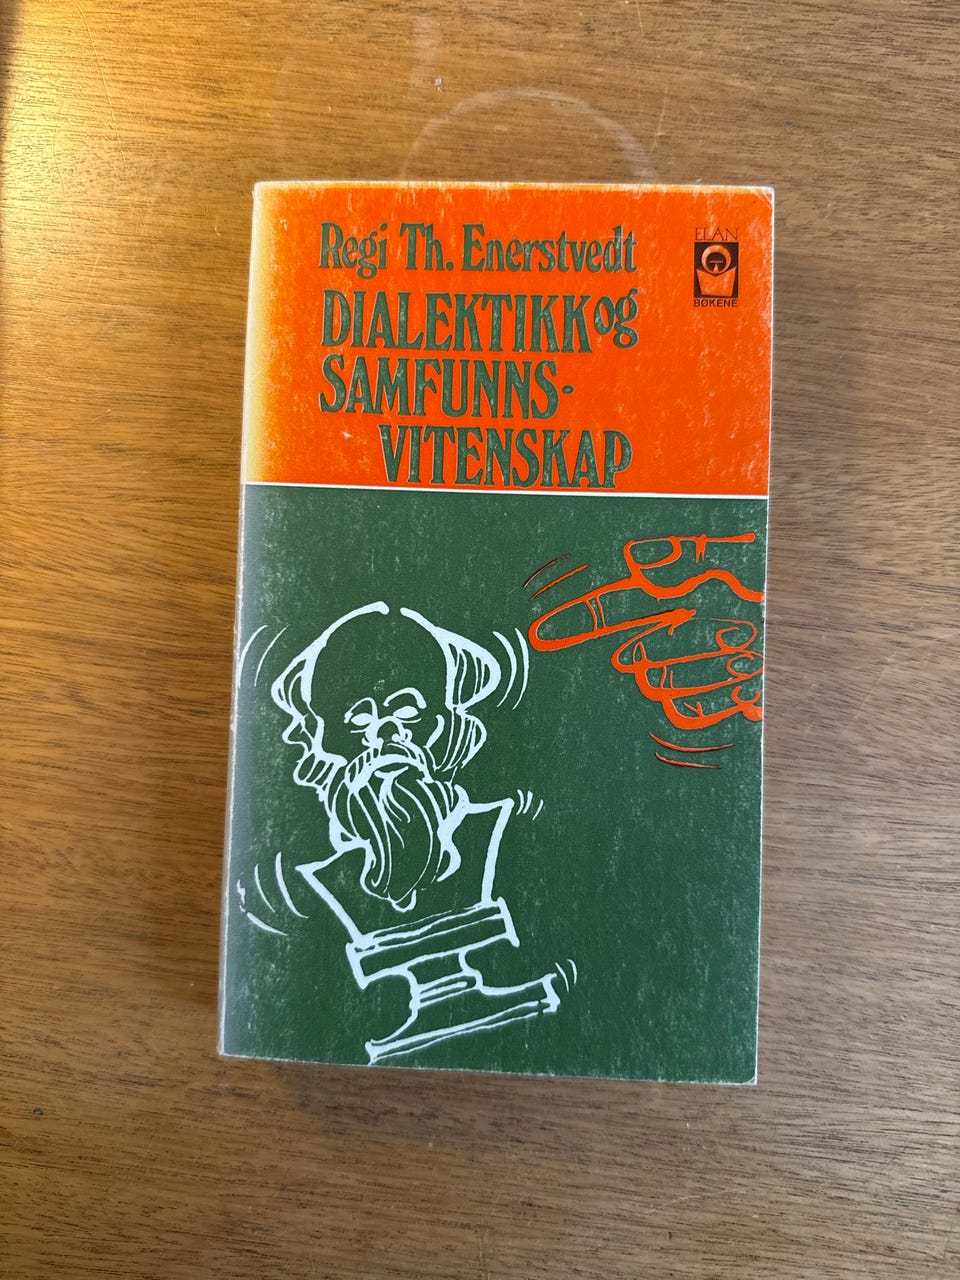 Regi Th. Enerstvedt
DIALEKTIKK og
SAMFUNNS-
VITENSKAP
ELAN
BØKENE